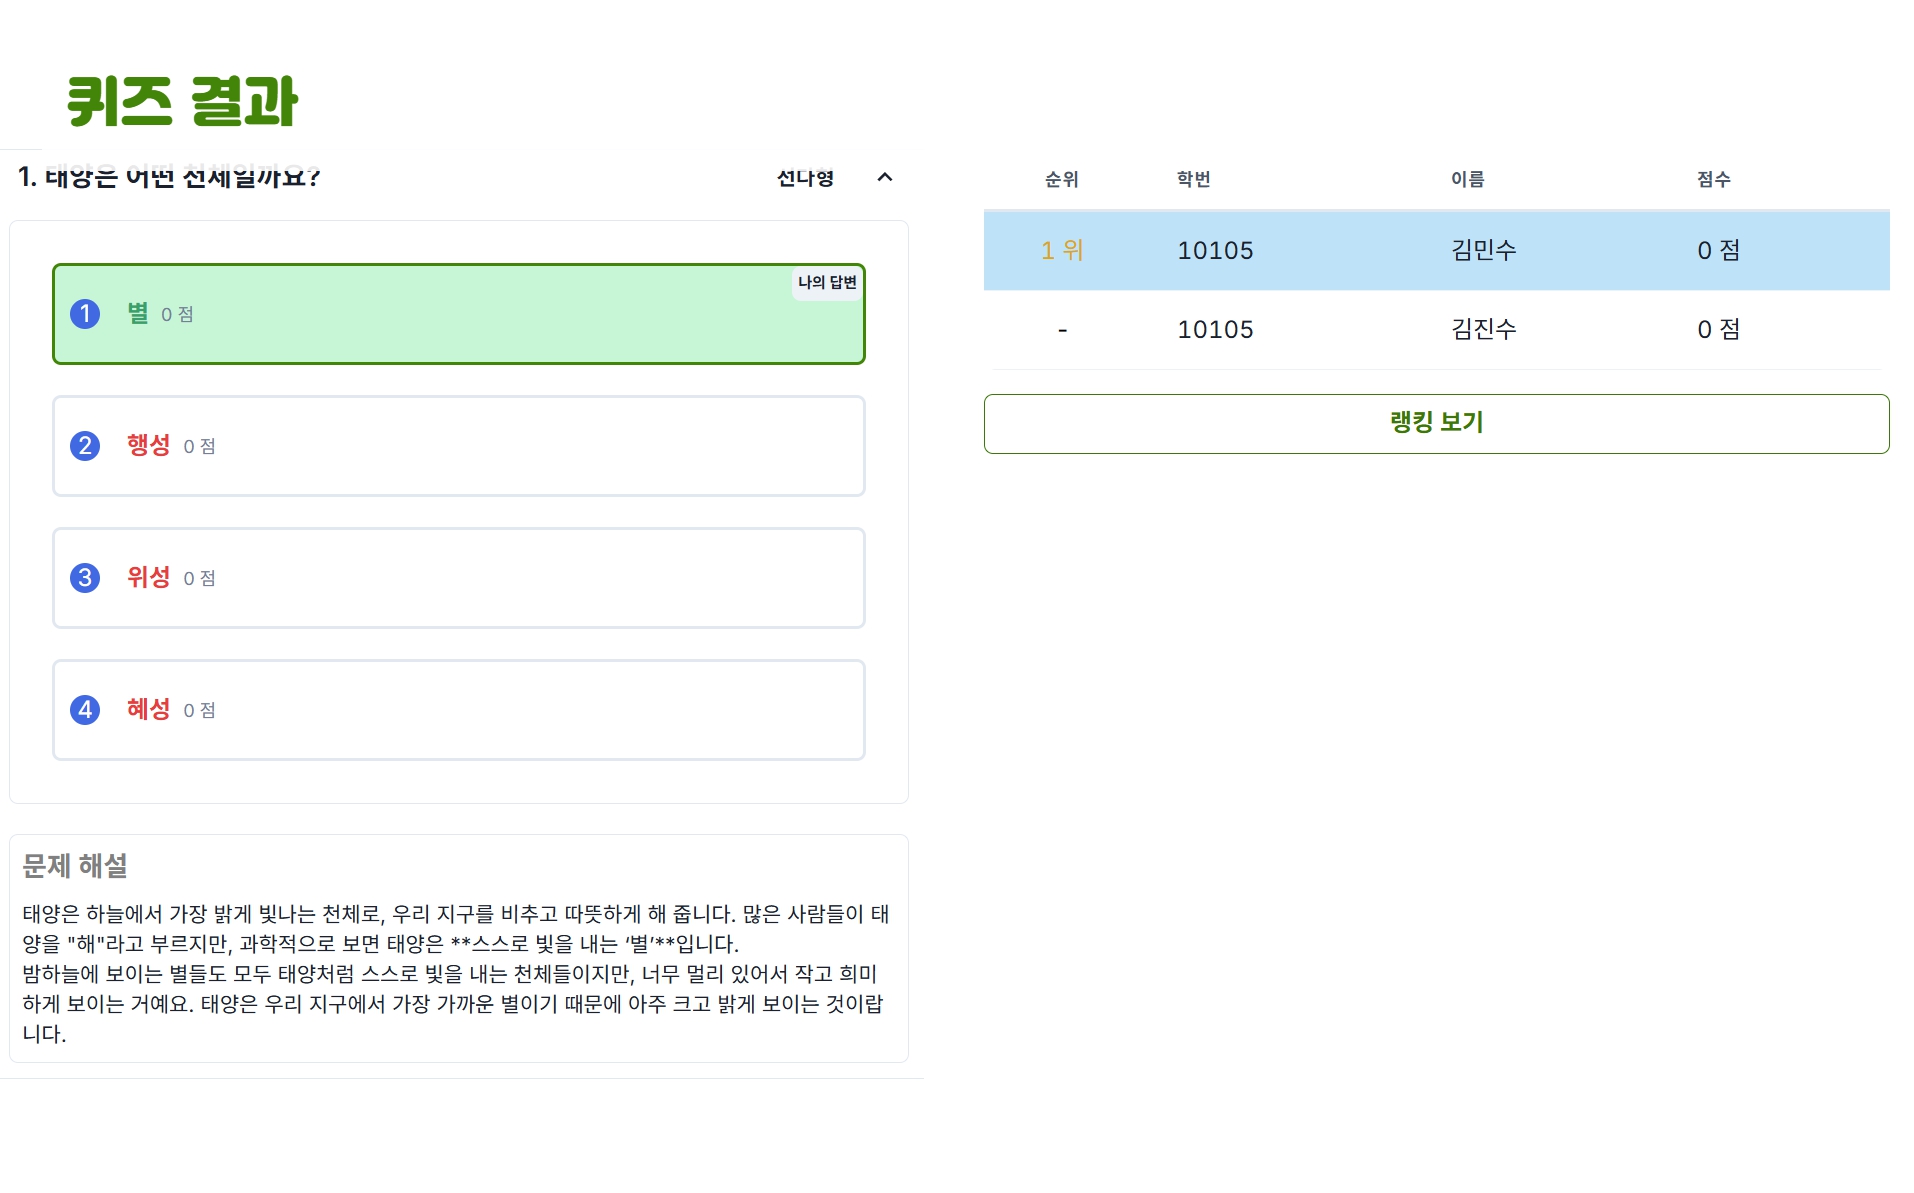 퀴즈 결과
1. 태양은 어떤 천체일까요?
선다형
나의 답변
1 별 0 점
2 행성 0 점
3 위성 0 점
4 혜성 0 점
문제 해설
태양은 하늘에서 가장 밝게 빛나는 천체로, 우리 지구를 비추고 따뜻하게 해 줍니다. 많은 사람들이 태
양을 "해"라고 부르지만, 과학적으로 보면 태양은 **스스로 빛을 내는 ‘별’**입니다.
밤하늘에 보이는 별들도 모두 태양처럼 스스로 빛을 내는 천체들이지만, 너무 멀리 있어서 작고 희미
하게 보이는 거예요. 태양은 우리 지구에서 가장 가까운 별이기 때문에 아주 크고 밝게 보이는 것이랍
니다.
순위 학번 이름 점수
1 위 10105 김민수 0 점
- 10105 김진수 0 점
랭킹 보기